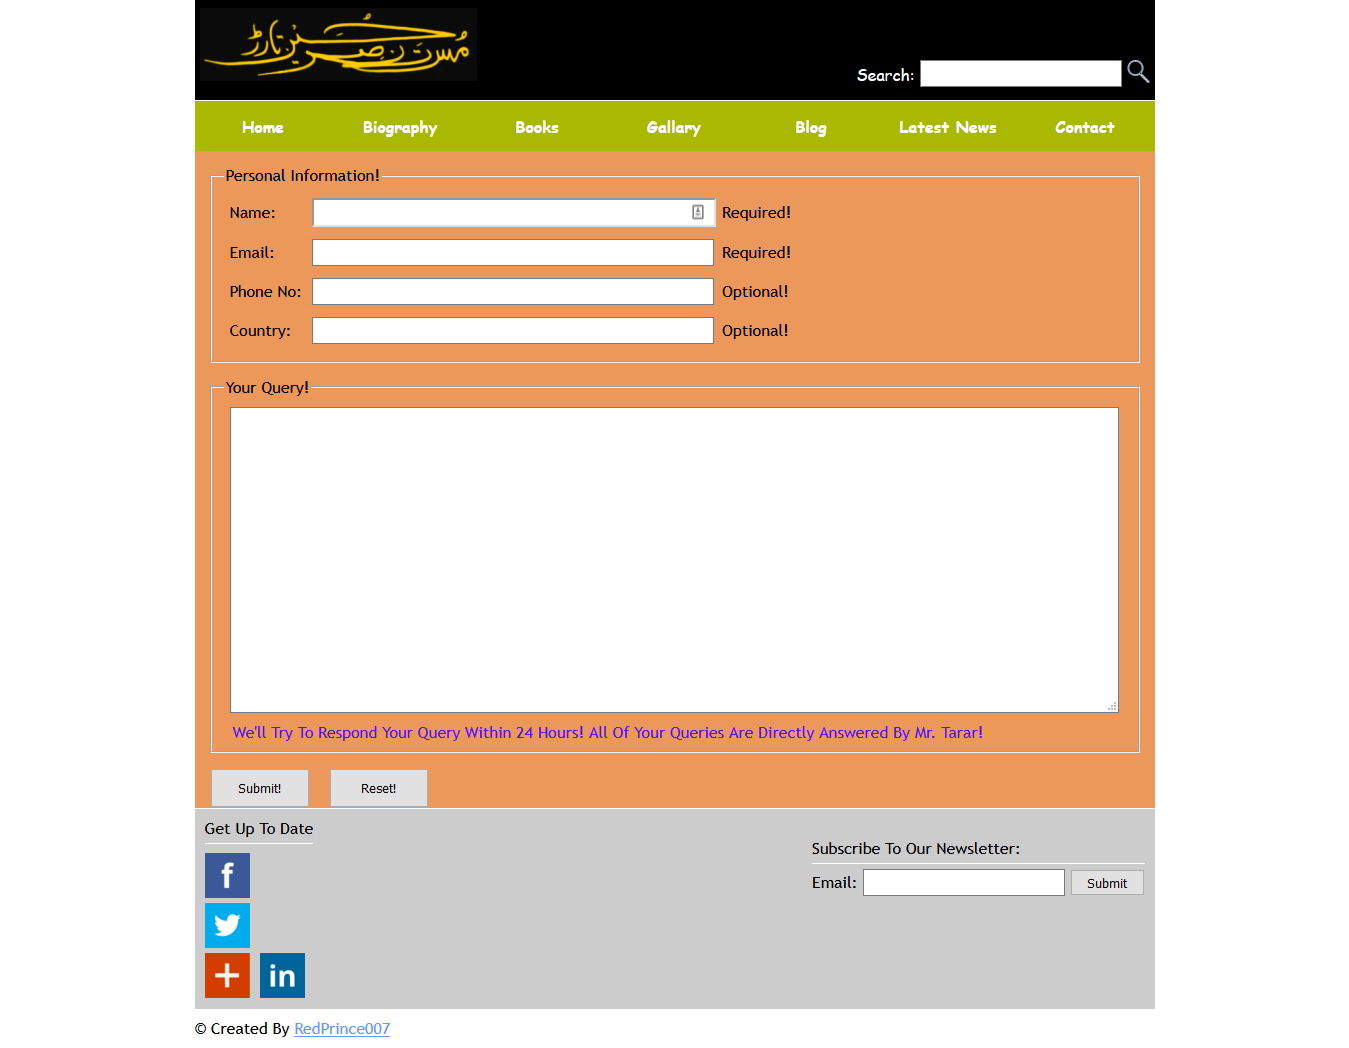 مستنصر حسین تارڑ
Search:
Home Biography Books Gallary Blog Latest News Contact
Personal Information!
Name: Required!
Email: Required!
Phone No: Optional!
Country: Optional!
Your Query!
We'll Try To Respond Your Query Within 24 Hours! All Of Your Queries Are Directly Answered By Mr. Tarar!
Submit! Reset!
Get Up To Date
Subscribe To Our Newsletter:
Email: Submit
f
in
© Created By RedPrince007